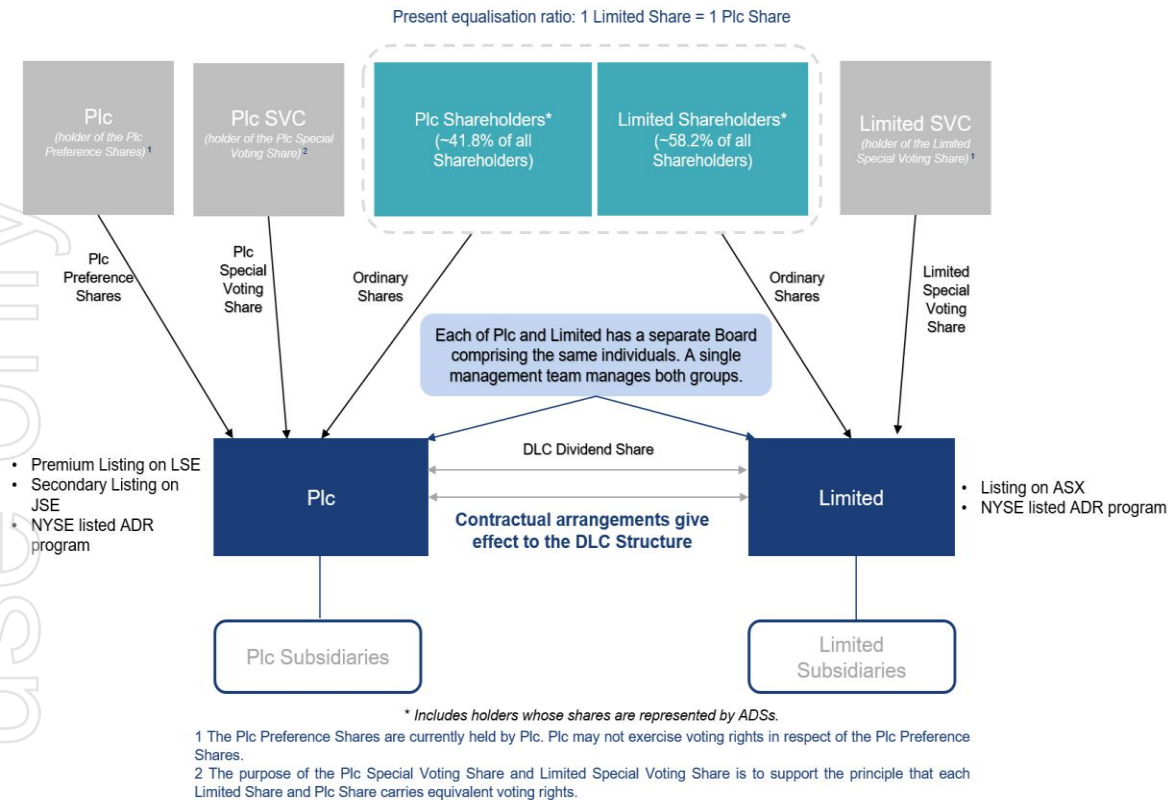 Present equalisation ratio: 1 Limited Share = 1 Plc Share
Plc
(holder of the Plc
Preference Shares) 1
Plc SVC
(holder of the Plc Special
Voting Share) 2
Plc Shareholders*
(~41.8% of all
Shareholders)
Limited Shareholders*
(~58.2% of all
Shareholders)
Limited SVC
(holder of the Limited
Special Voting Share) 1
Plc
Preference
Shares
Plc
Special
Voting
Share
Ordinary
Shares
Ordinary
Shares
Limited
Special
Voting
Share
Each of Plc and Limited has a separate Board
comprising the same individuals. A single
management team manages both groups.
• Premium Listing on LSE
• Secondary Listing on
JSE
• NYSE listed ADR
program
Plc
DLC Dividend Share
Contractual arrangements give
effect to the DLC Structure
Limited
• Listing on ASX
• NYSE listed ADR program
Plc Subsidiaries
Limited
Subsidiaries
* Includes holders whose shares are represented by ADSs.
1 The Plc Preference Shares are currently held by Plc. Plc may not exercise voting rights in respect of the Plc Preference
Shares.
2 The purpose of the Plc Special Voting Share and Limited Special Voting Share is to support the principle that each
Limited Share and Plc Share carries equivalent voting rights.